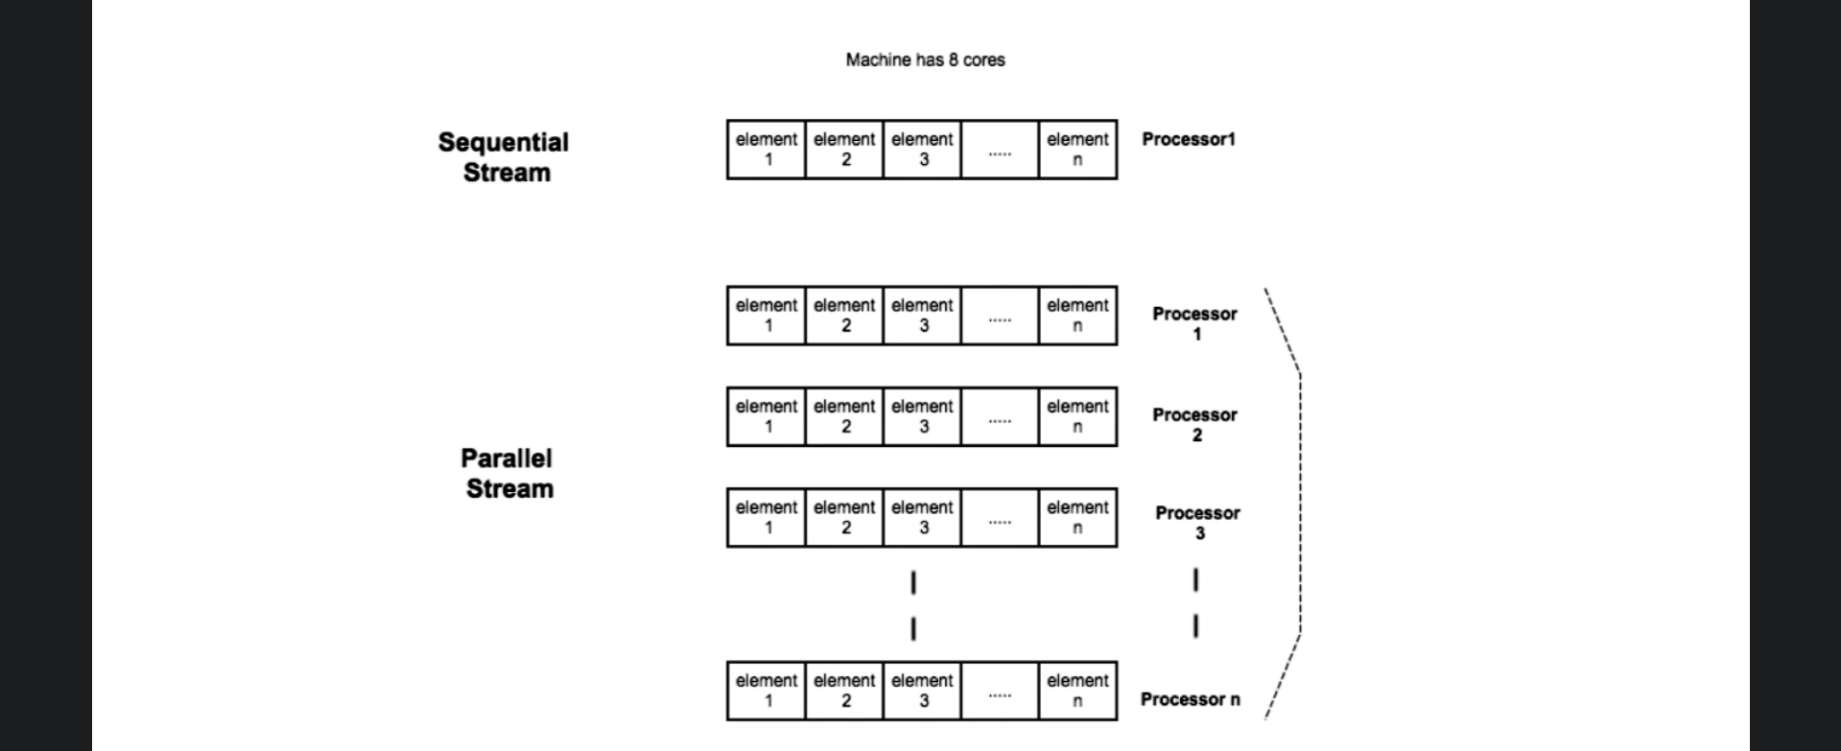 Machine has 8 cores
Sequential
Stream
element element element element
1 2 3 ..... n
Processor1
element element element element
1 2 3 ..... n
Processor
1
element element element element
1 2 3 ..... n
Processor
2
Parallel
Stream
element element element element
1 2 3 ..... n
Processor
3
element element element element
1 2 3 ..... n
Processor n